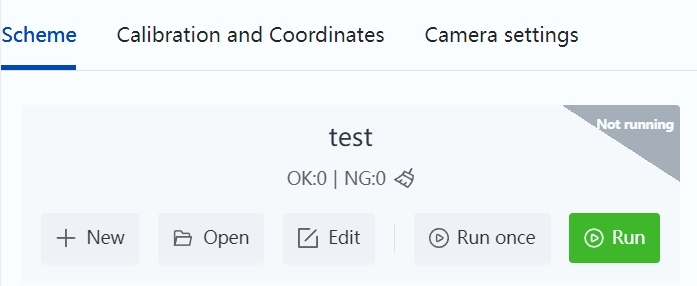 Scheme Calibration and Coordinates Camera settings
Not running
test
OK:0 | NG:0
New Open Edit Run once Run